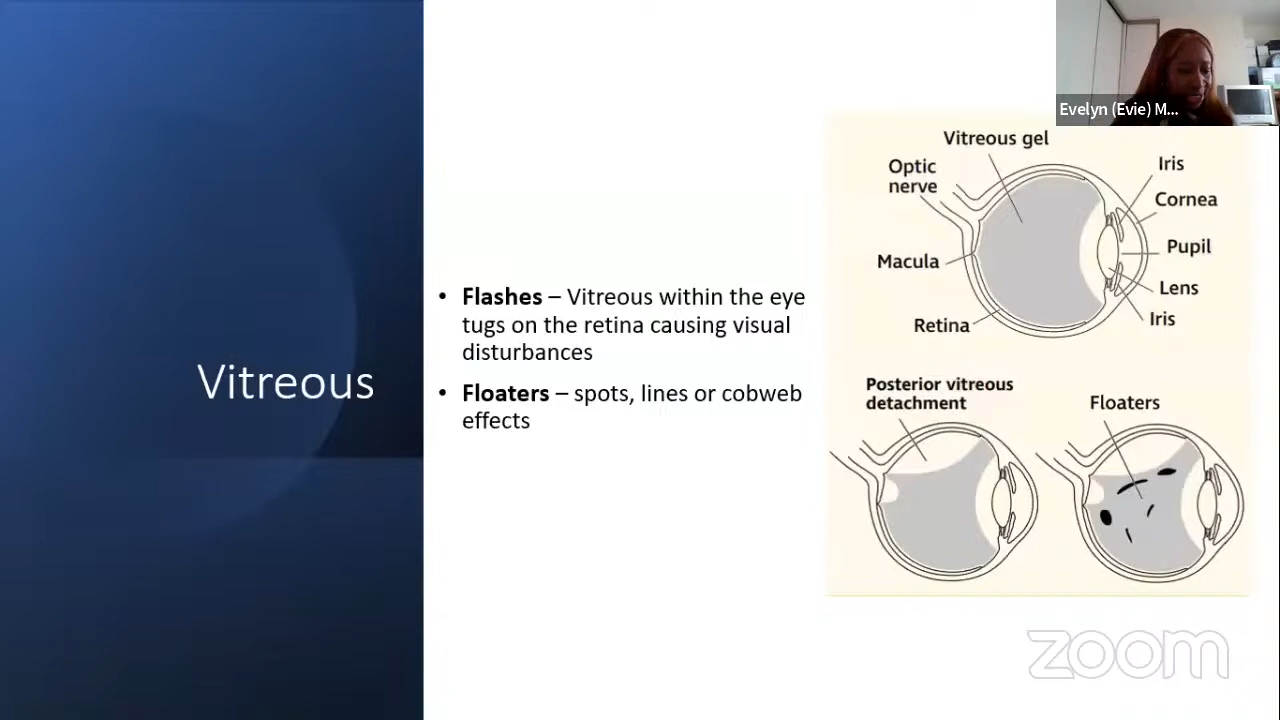 Evelyn (Evie) M...
Vitreous
• Flashes – Vitreous within the eye
tugs on the retina causing visual
disturbances
• Floaters – spots, lines or cobweb
effects
Vitreous gel
Optic
nerve
Iris
Cornea
Macula
Pupil
Lens
Retina
Iris
Posterior vitreous
detachment
Floaters
zoom